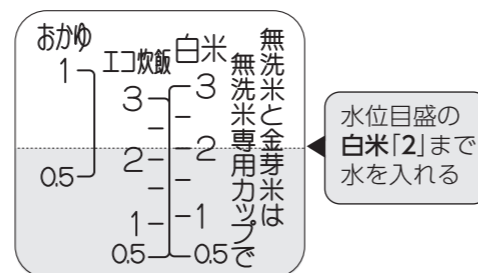 おかゆ
1
0.5
エコ炊飯
3
2
1
0.5
白米
3
2
1
0.5
無洗米と金芽米は
無洗米専用カップで
水位目盛の
白米「2」まで
水を入れる